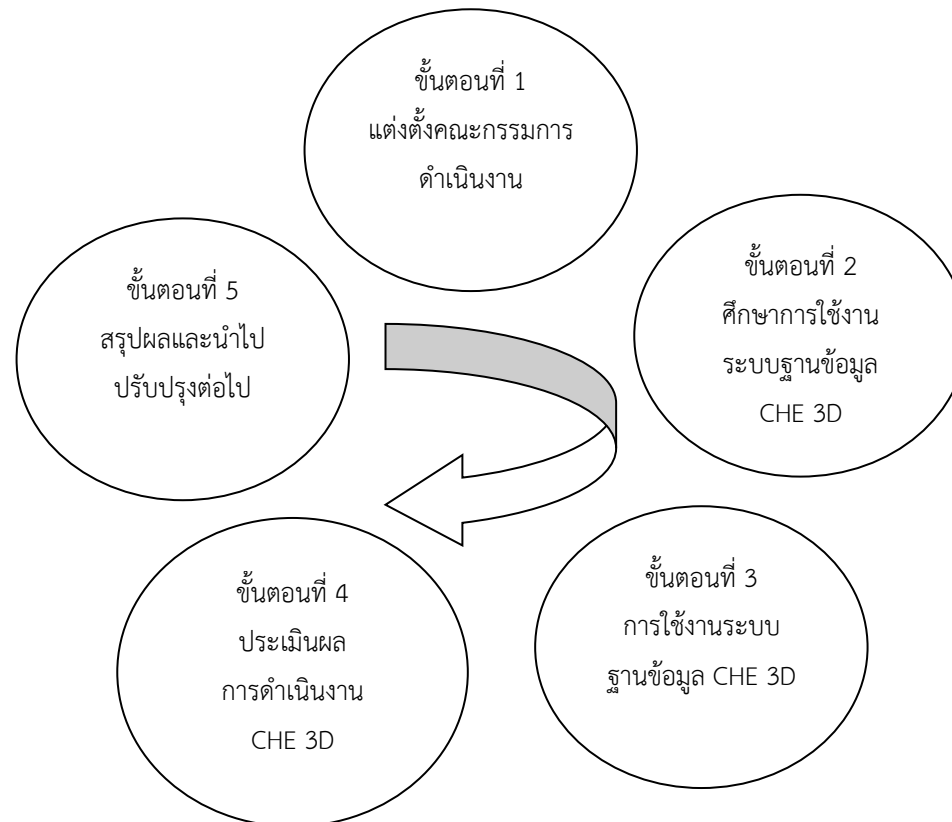 ขั้นตอนที่ 1
แต่งตั้งคณะกรรมการ
ดำเนินงาน
ขั้นตอนที่ 2
ศึกษาการใช้งาน
ระบบฐานข้อมูล
CHE 3D
ขั้นตอนที่ 3
การใช้งานระบบ
ฐานข้อมูล CHE 3D
ขั้นตอนที่ 4
ประเมินผล
การดำเนินงาน
CHE 3D
ขั้นตอนที่ 5
สรุปผลและนำไป
ปรับปรุงต่อไป